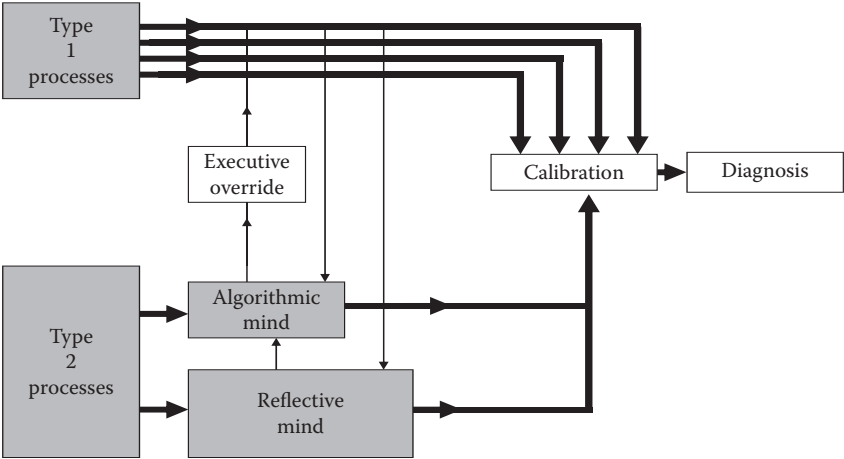 Type
1
processes
Executive
override
Calibration
Diagnosis
Type
2
processes
Algorithmic
mind
Reflective
mind